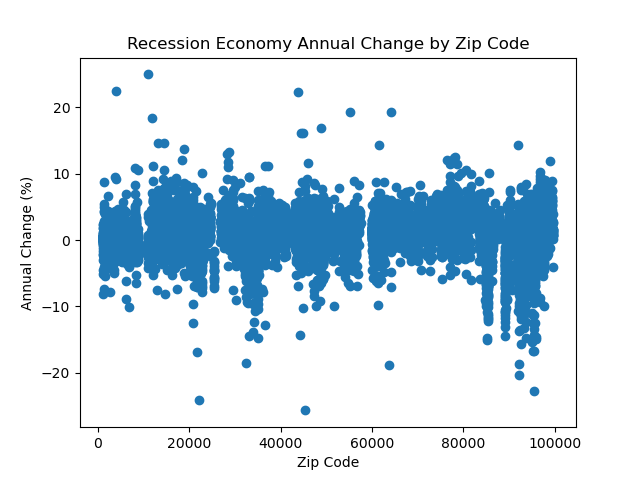 Recession Economy Annual Change by Zip Code
Annual Change (%)
20
10
0
−10
−20
0 20000 40000 60000 80000 100000
Zip Code